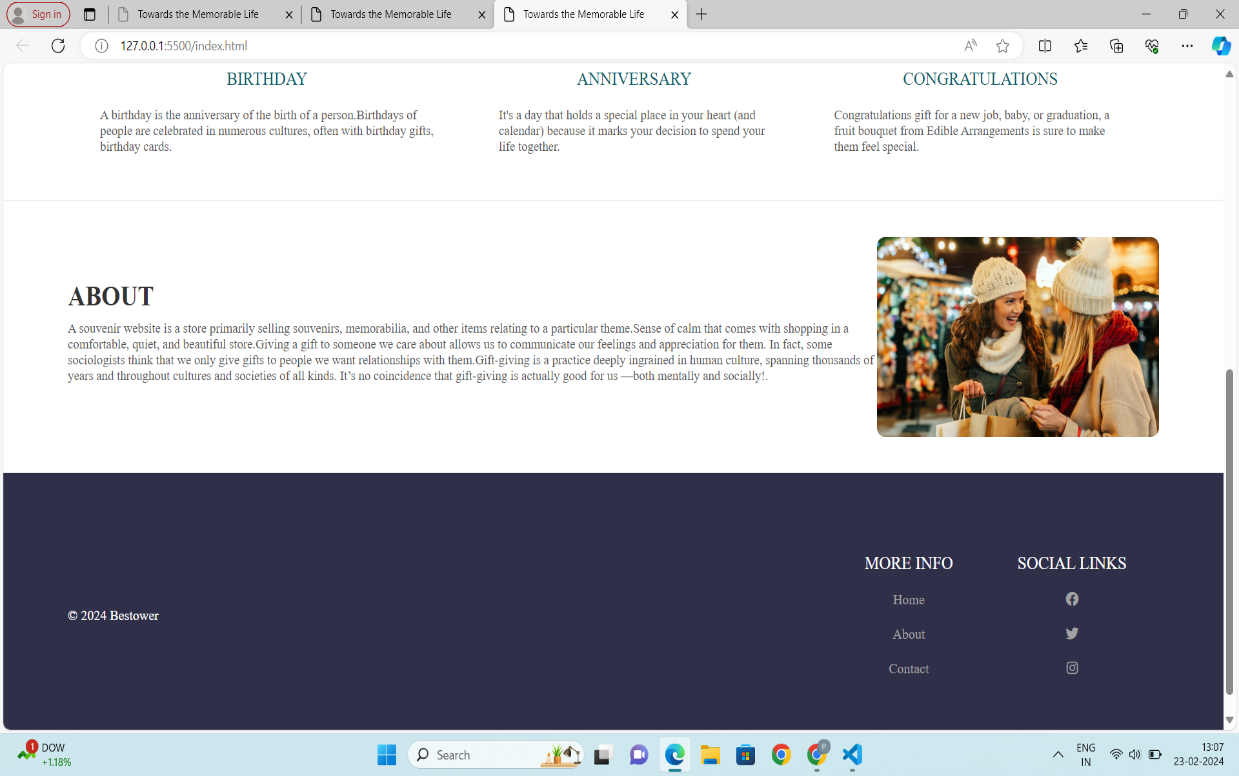 Sign in
Towards the Memorable Life
Towards the Memorable Life
Towards the Memorable Life
127.0.0.1:5500/index.html
BIRTHDAY
A birthday is the anniversary of the birth of a person.Birthdays of
people are celebrated in numerous cultures, often with birthday gifts,
birthday cards.
ANNIVERSARY
It's a day that holds a special place in your heart (and
calendar) because it marks your decision to spend your
life together.
CONGRATULATIONS
Congratulations gift for a new job, baby, or graduation, a
fruit bouquet from Edible Arrangements is sure to make
them feel special.
ABOUT
A souvenir website is a store primarily selling souvenirs, memorabilia, and other items relating to a particular theme.Sense of calm that comes with shopping in a
comfortable, quiet, and beautiful store.Giving a gift to someone we care about allows us to communicate our feelings and appreciation for them. In fact, some
sociologists think that we only give gifts to people we want relationships with them.Gift-giving is a practice deeply ingrained in human culture, spanning thousands of
years and throughout cultures and societies of all kinds. It’s no coincidence that gift-giving is actually good for us —both mentally and socially!.
© 2024 Bestower
MORE INFO
Home
About
Contact
SOCIAL LINKS
1
DOW
+1.18%
Search
P
ENG
IN
13:07
23-02-2024